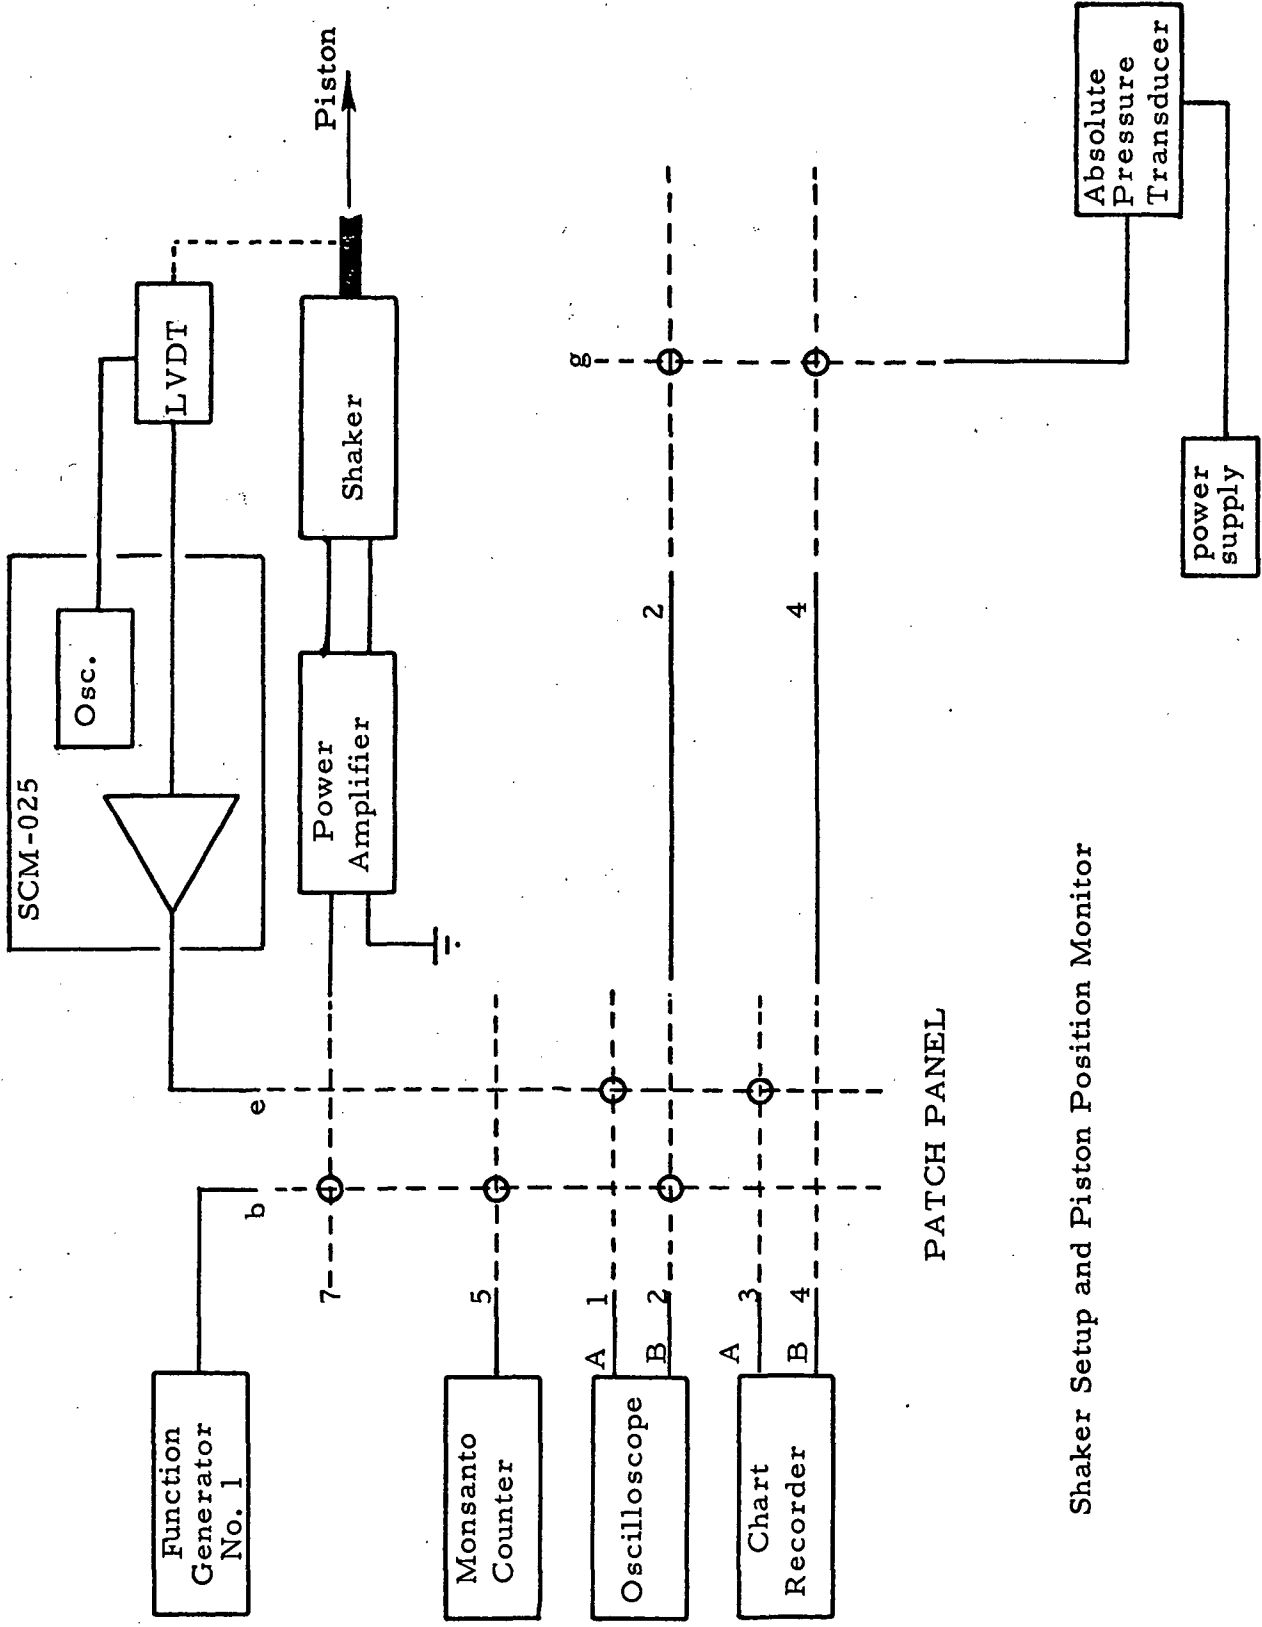 SCM-025
Osc.
LVDT
Piston
Function
Generator
No. 1
b
e
7
Power
Amplifier
Shaker
Monsanto
Counter
5
g
Oscilloscope
A
1
B
2
2
Chart
Recorder
A
3
B
4
4
PATCH PANEL
Absolute
Pressure
Transducer
power
supply
Shaker Setup and Piston Position Monitor